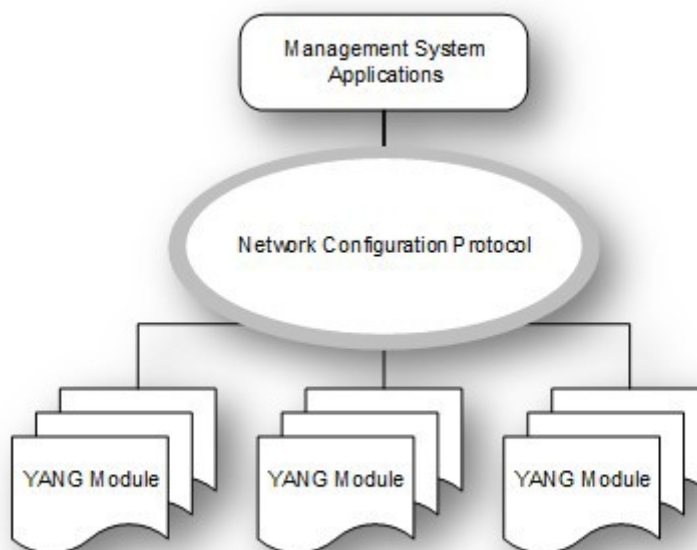 Management System
Applications
Network Configuration Protocol
YANG Module
YANG Module
YANG Module